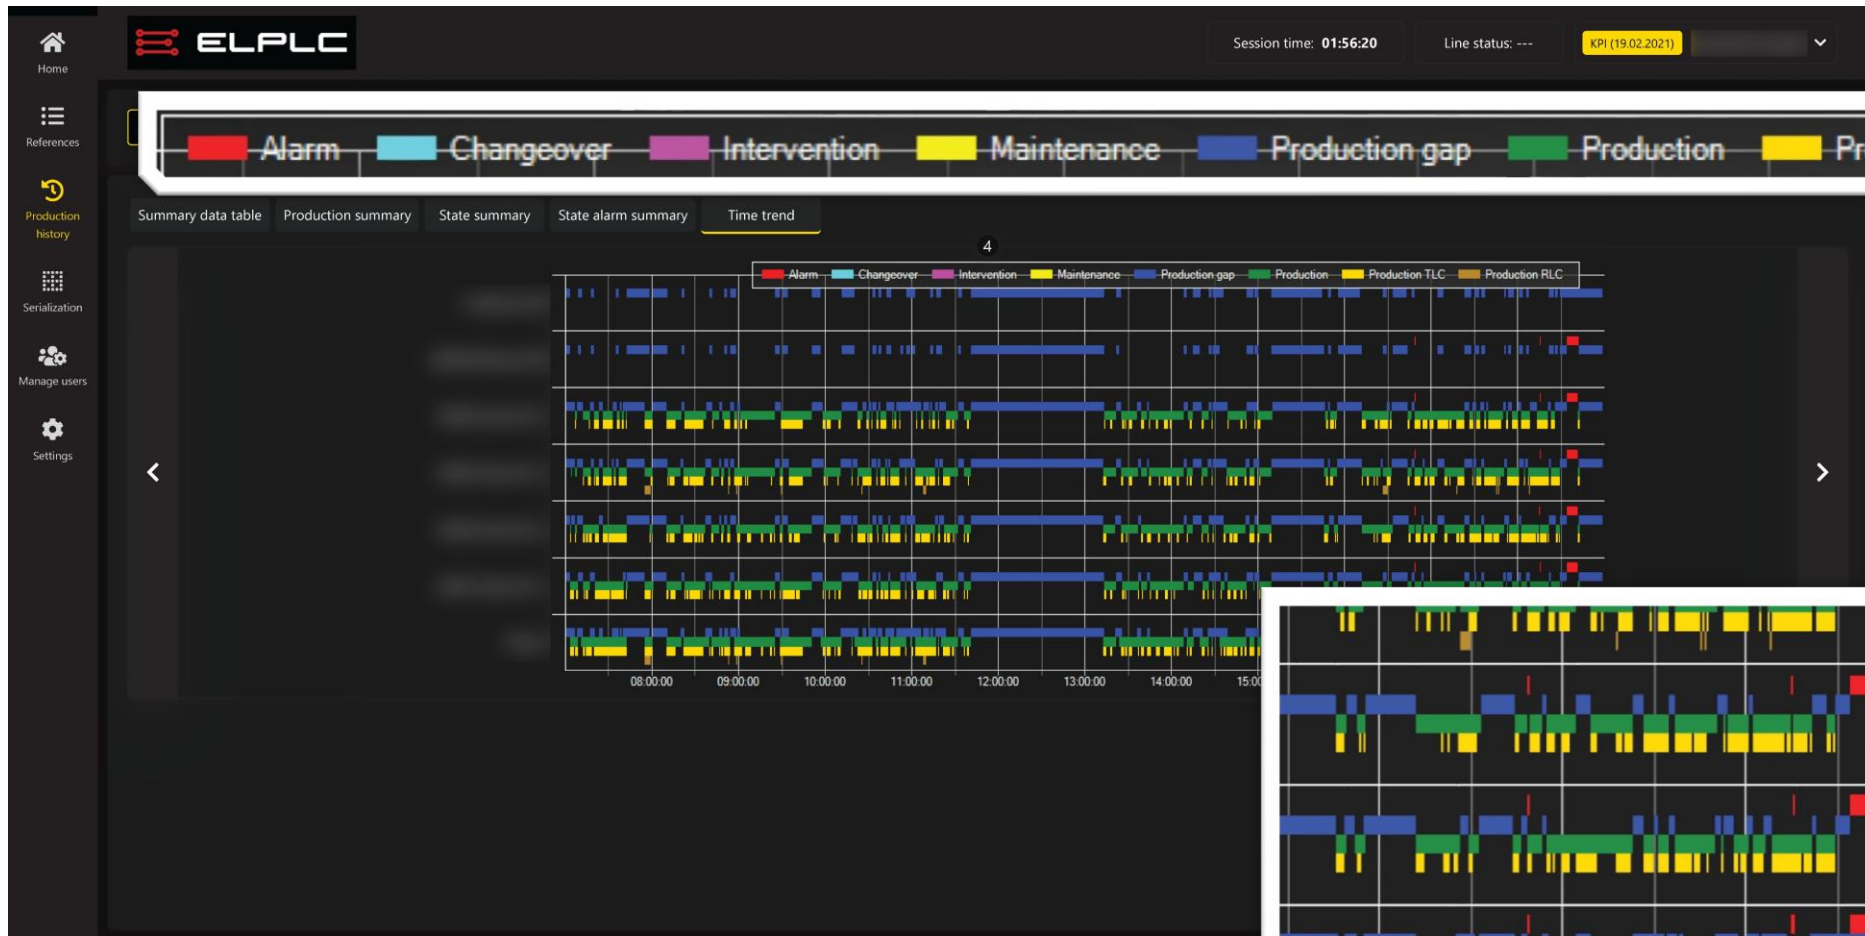 ELPLC
Session time: 01:56:20
Line status: ---
KPI (19.02.2021)
Home
References
Production
history
Serialization
Manage users
Settings
Alarm Changeover Intervention Maintenance Production gap Production Pr
Summary data table Production summary State summary State alarm summary Time trend
4
Alarm Changeover Intervention Maintenance Production gap Production Production TLC Production RLC
08:00:00 09:00:00 10:00:00 11:00:00 12:00:00 13:00:00 14:00:00 15:00